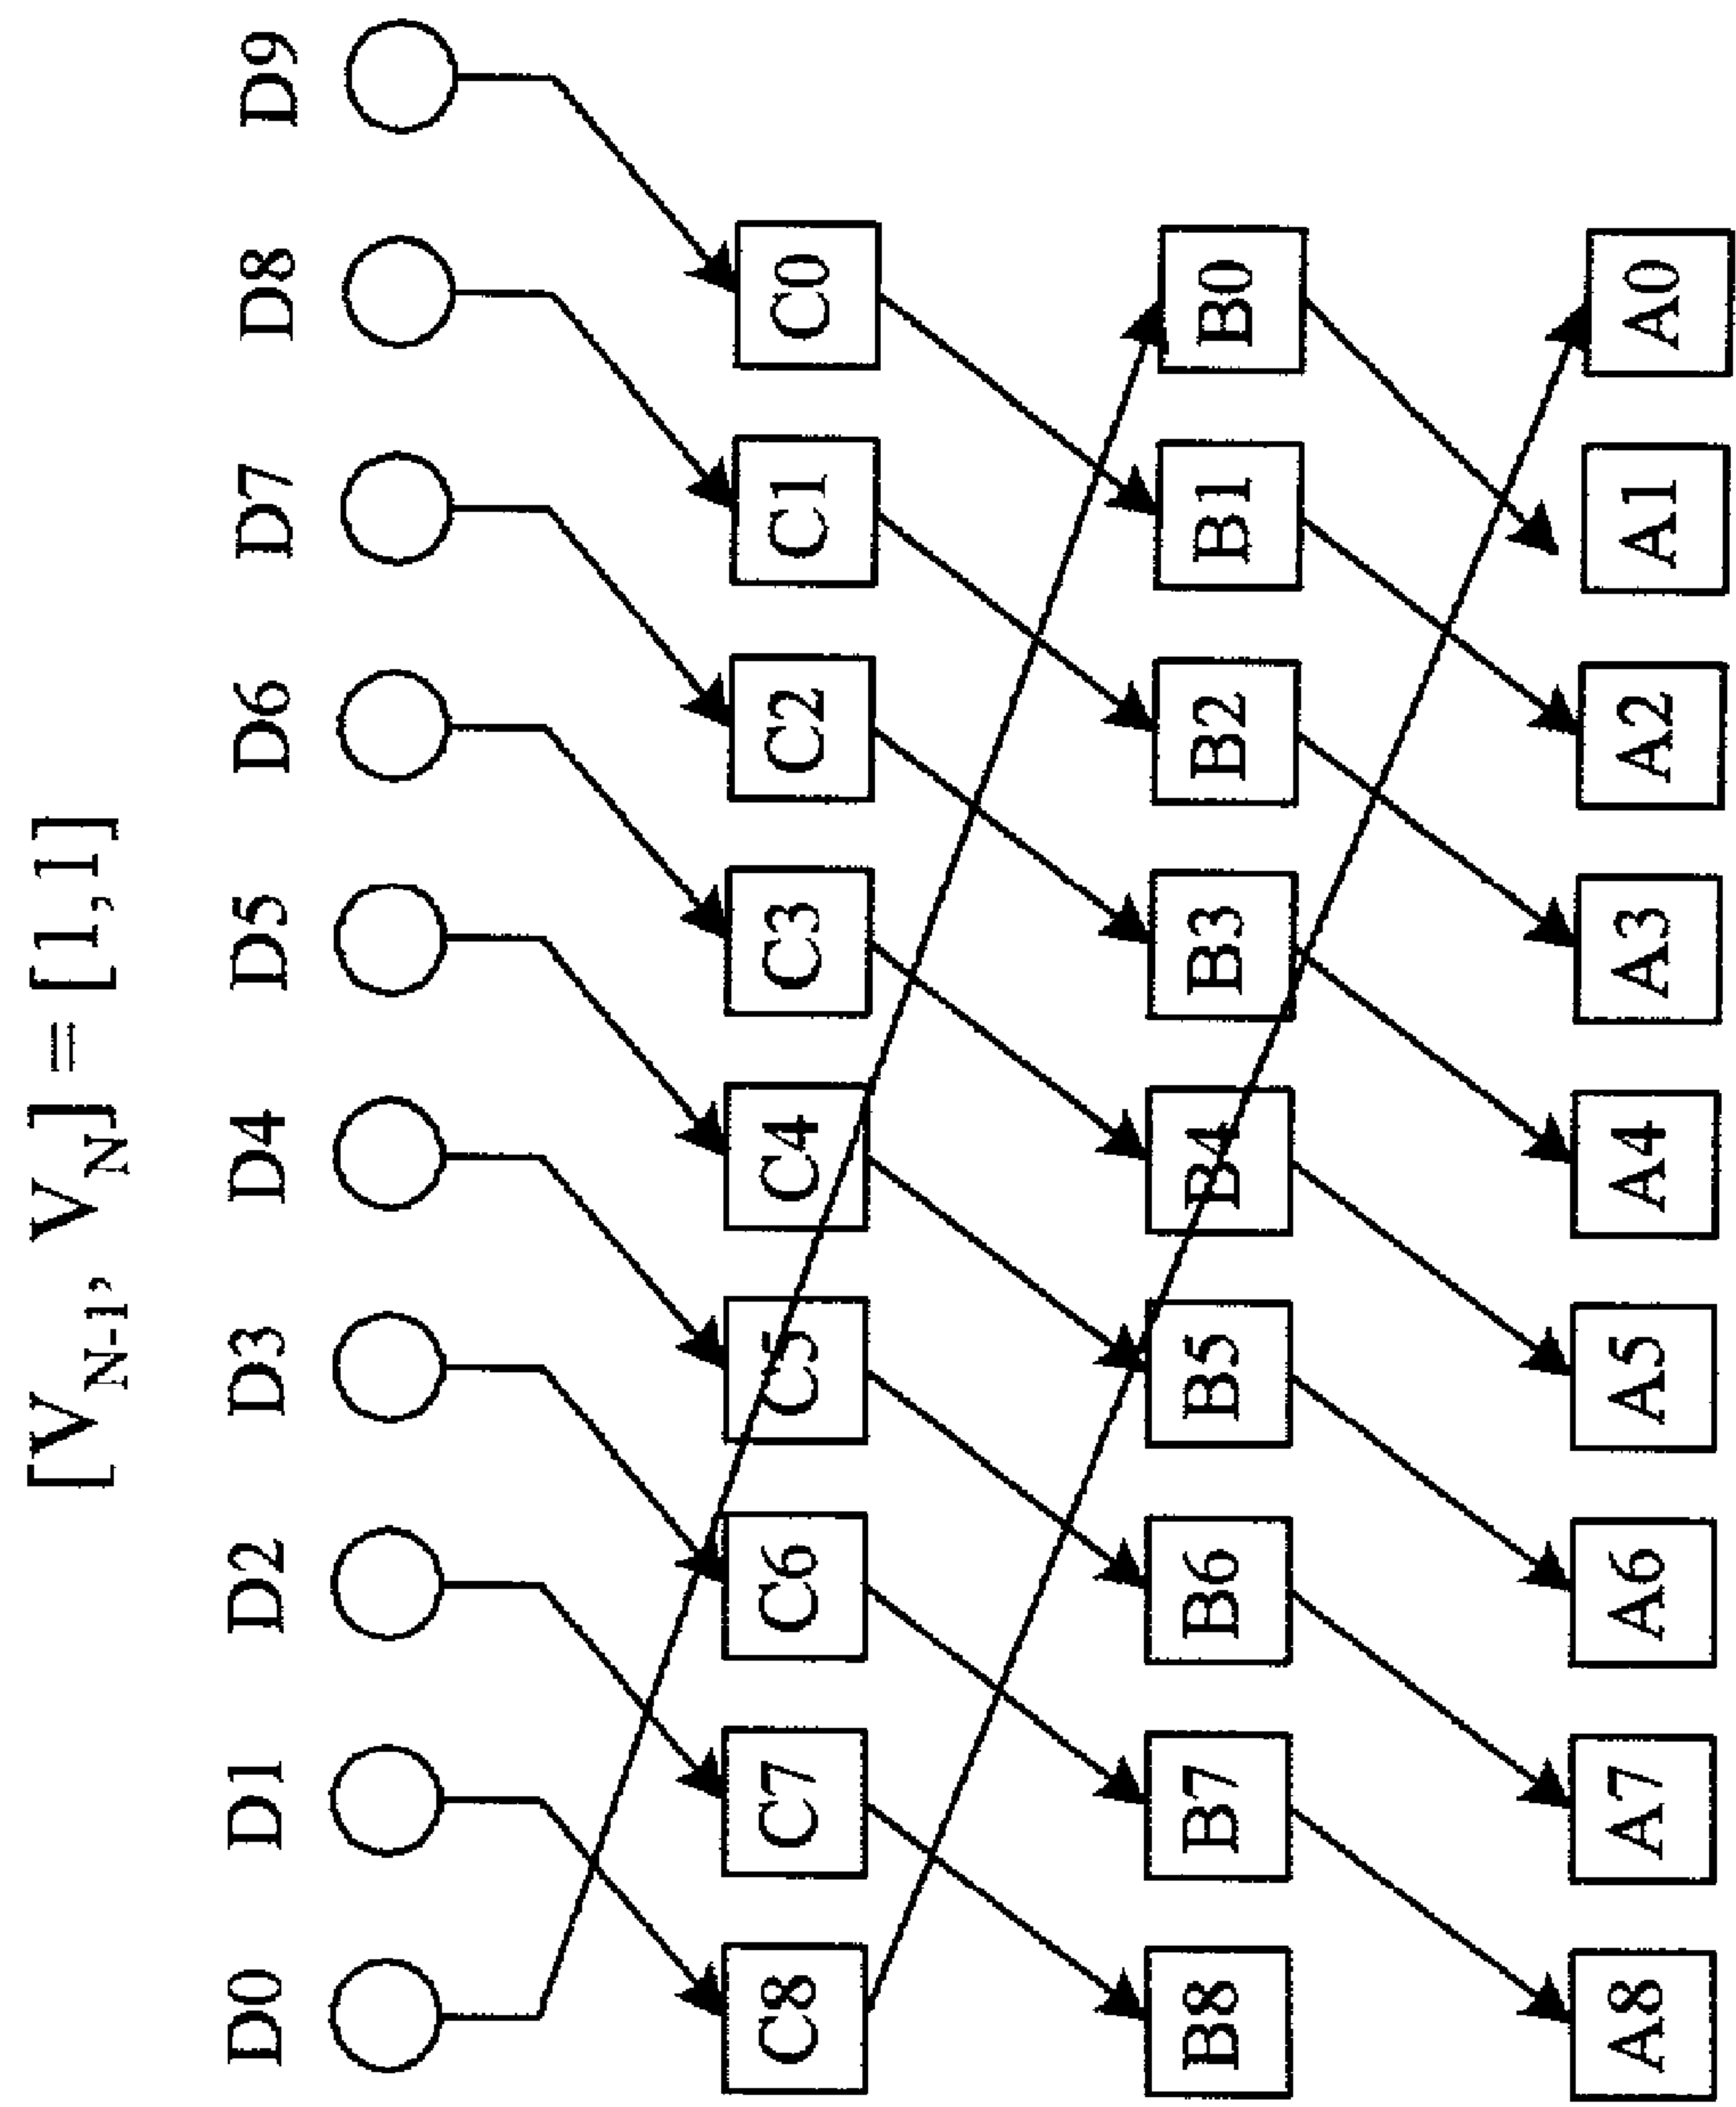 [V_{N-1}, V_N] = [1,1]
D0 D1 D2 D3 D4 D5 D6 D7 D8 D9
C8 C7 C6 C5 C4 C3 C2 C1 C0
B8 B7 B6 B5 B4 B3 B2 B1 B0
A8 A7 A6 A5 A4 A3 A2 A1 A0